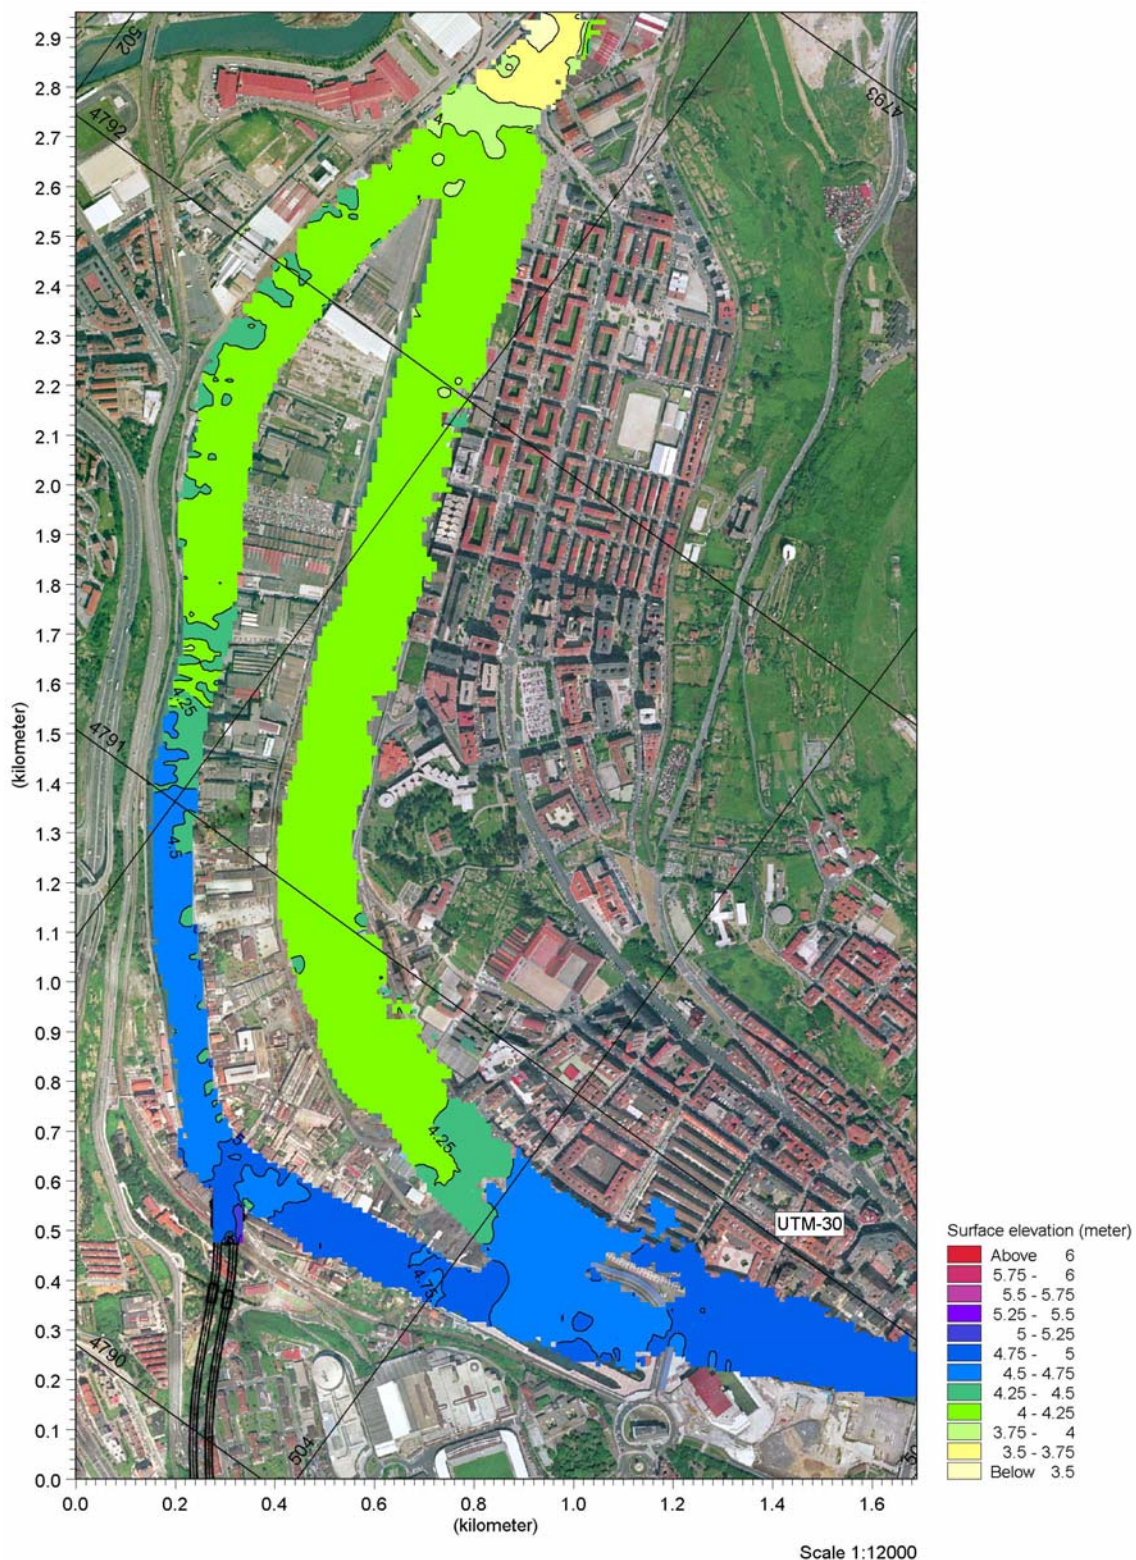 2.9
2.8
2.7
2.6
2.5
2.4
2.3
2.2
2.1
2.0
1.9
1.8
1.7
1.6
1.5
1.4
1.3
1.2
1.1
1.0
0.9
0.8
0.7
0.6
0.5
0.4
0.3
0.2
0.1
0.0
(kilometer)
502
4792
4793
4
4.25
4791
4.5
5
4.25
4.75
4790
504
UTM-30
0.0 0.2 0.4 0.6 0.8 1.0 1.2 1.4 1.6
(kilometer)
Scale 1:12000
Surface elevation (meter)
Above 6
5.75 - 6
5.5 - 5.75
5.25 - 5.5
5 - 5.25
4.75 - 5
4.5 - 4.75
4.25 - 4.5
4 - 4.25
3.75 - 4
3.5 - 3.75
Below 3.5